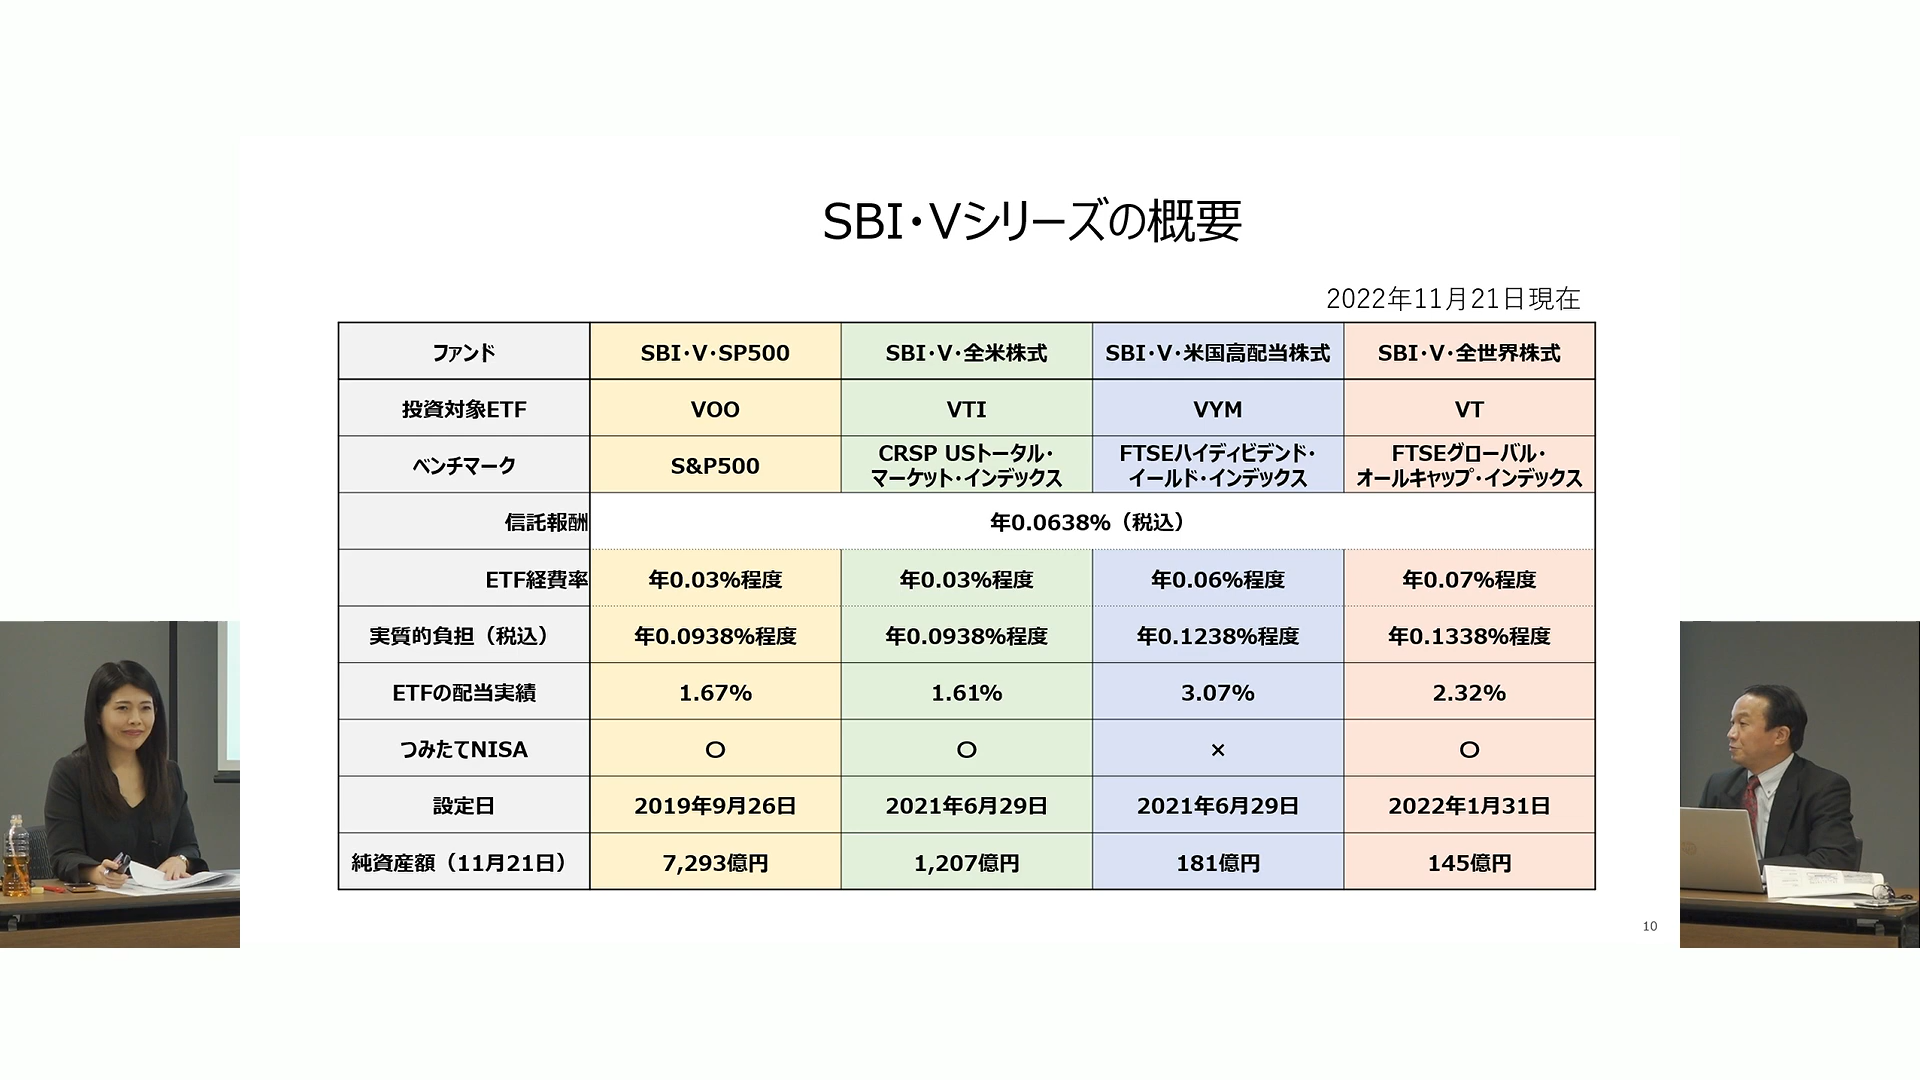 SBI・Vシリーズの概要
2022年11月21日現在
ファンド
SBI・V・SP500
SBI・V・全米株式
SBI・V・米国高配当株式
SBI・V・全世界株式
投資対象ETF
VOO
VTI
VYM
VT
ベンチマーク
S&P500
CRSP USトータル・
マーケット・インデックス
FTSEハイディビデンド・
イールド・インデックス
FTSEグローバル・
オールキャップ・インデックス
信託報酬
年0.0638%（税込）
ETF経費率
年0.03%程度
年0.03%程度
年0.06%程度
年0.07%程度
実質的負担（税込）
年0.0938%程度
年0.0938%程度
年0.1238%程度
年0.1338%程度
ETFの配当実績
1.67%
1.61%
3.07%
2.32%
つみたてNISA
○
○
×
○
設定日
2019年9月26日
2021年6月29日
2021年6月29日
2022年1月31日
純資産額（11月21日）
7,293億円
1,207億円
181億円
145億円
10